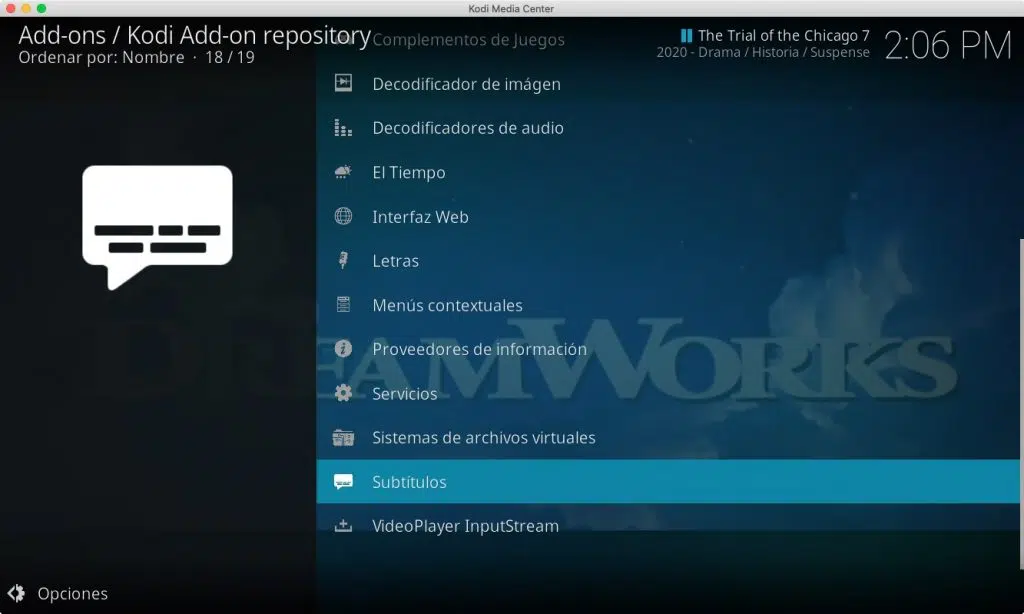 Kodi Media Center
Add-ons / Kodi Add-on repository
Ordenar por: Nombre · 18 / 19
The Trial of the Chicago 7
2020 - Drama / Historia / Suspense
2:06 PM
Complementos de Juegos
Decodificador de imágen
Decodificadores de audio
El Tiempo
Interfaz Web
Letras
Menús contextuales
Proveedores de información
Servicios
Sistemas de archivos virtuales
Subtítulos
VideoPlayer InputStream
DREAMWORKS
Opciones